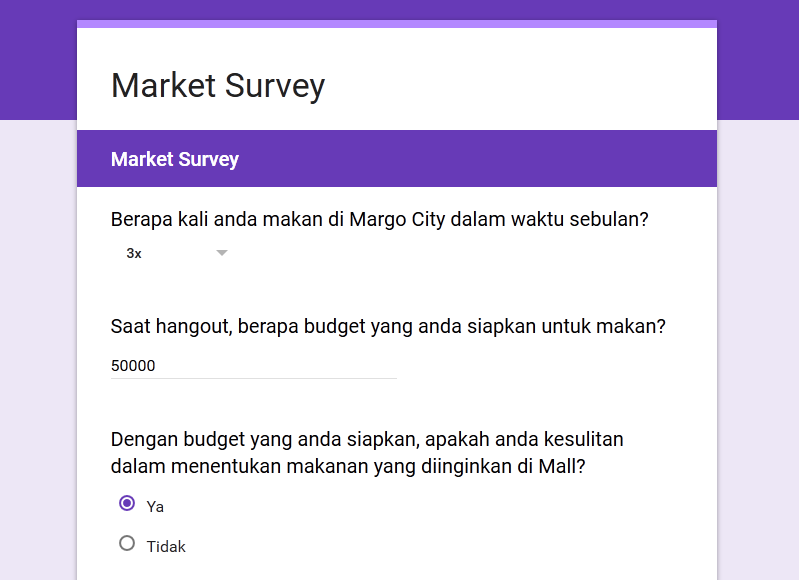 Market Survey
Market Survey
Berapa kali anda makan di Margo City dalam waktu sebulan?
3x
Saat hangout, berapa budget yang anda siapkan untuk makan?
50000
Dengan budget yang anda siapkan, apakah anda kesulitan
dalam menentukan makanan yang diinginkan di Mall?
Ya
Tidak